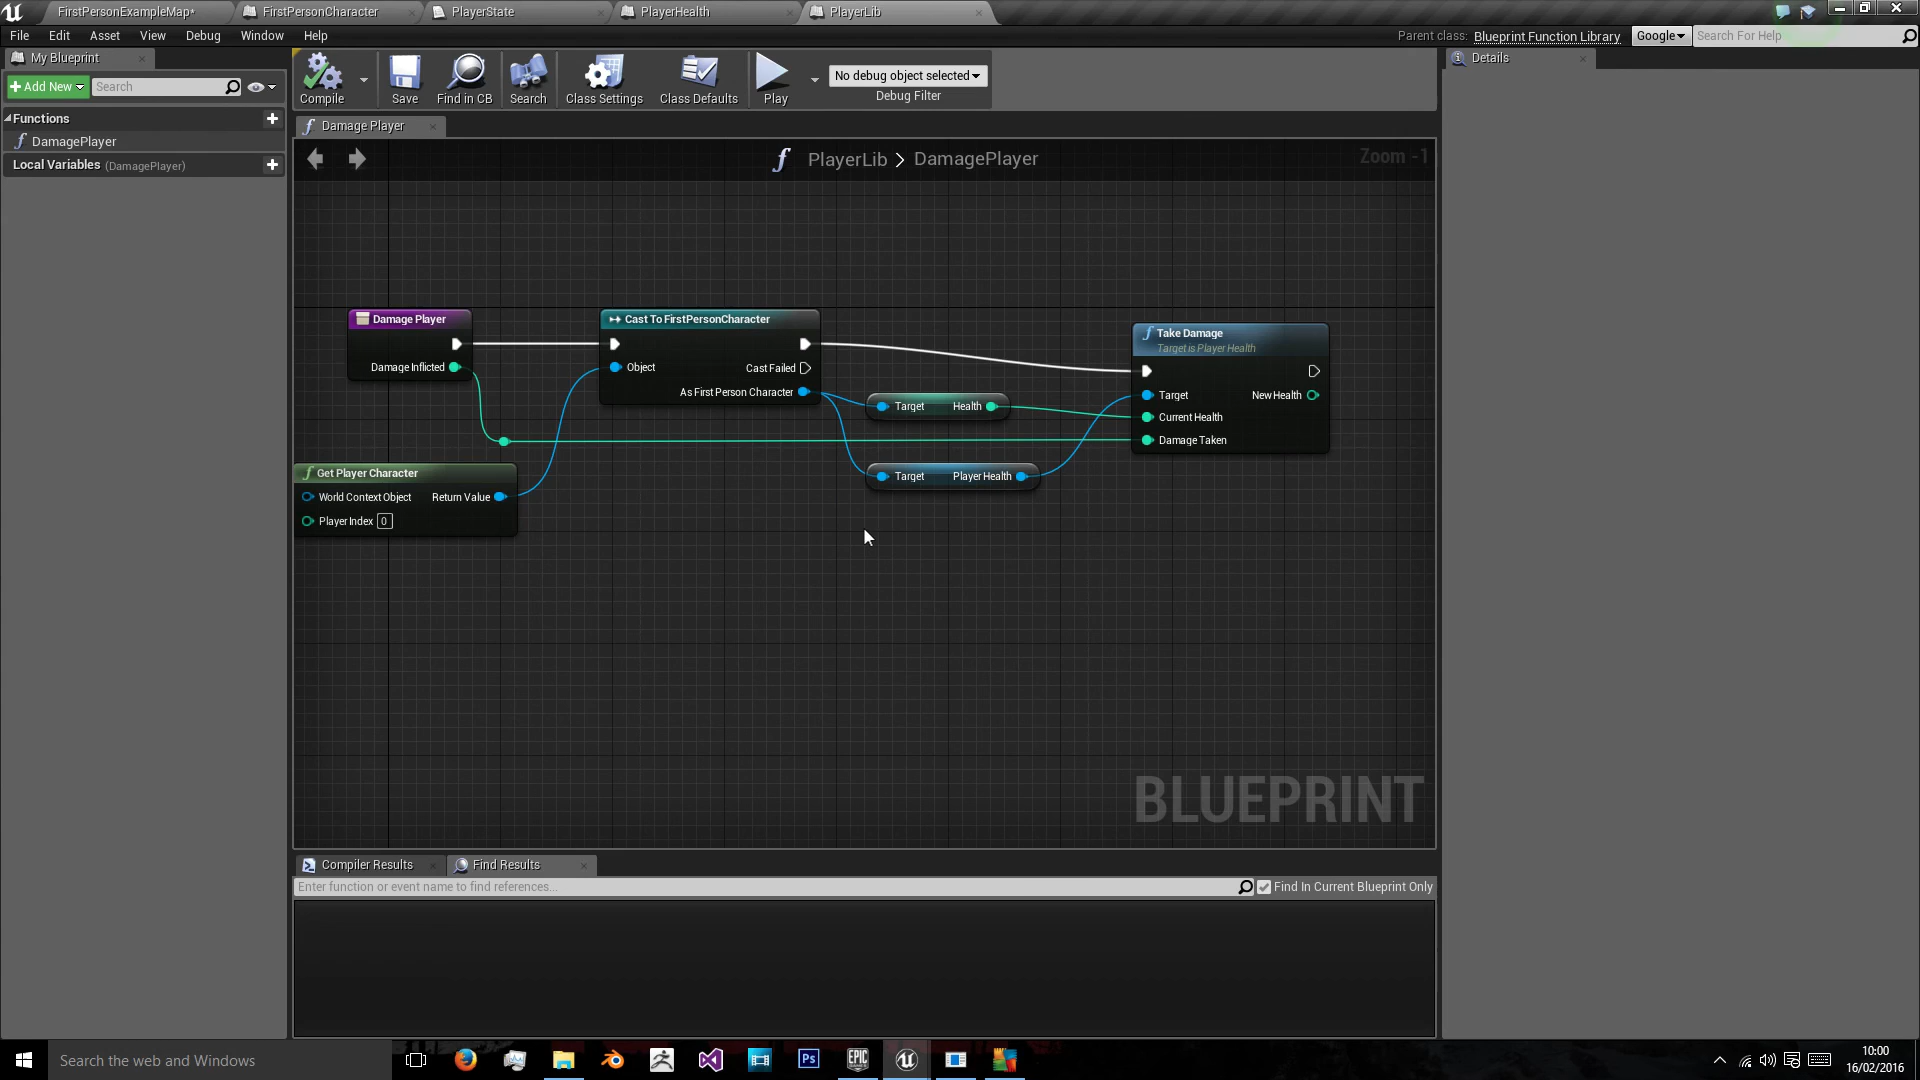 FirstPersonExampleMap*
FirstPersonCharacter
PlayerState
PlayerHealth
PlayerLib
File Edit Asset View Debug Window Help
Parent class: Blueprint Function Library
Google
Search For Help
My Blueprint
Add New
Search
Functions
DamagePlayer
Local Variables (DamagePlayer)
Compile
Save
Find in CB
Search
Class Settings
Class Defaults
Play
No debug object selected
Debug Filter
Details
Damage Player
PlayerLib > DamagePlayer
Zoom -1
Damage Player
Damage Inflicted
Cast To FirstPersonCharacter
Object
Cast Failed
As First Person Character
Take Damage
Target is Player Health
Target
New Health
Current Health
Damage Taken
Target Health
Target Player Health
Get Player Character
World Context Object Return Value
Player Index 0
BLUEPRINT
Compiler Results
Find Results
Enter function or event name to find references...
Find In Current Blueprint Only
Search the web and Windows
Ps
EPIC
10:00
16/02/2016